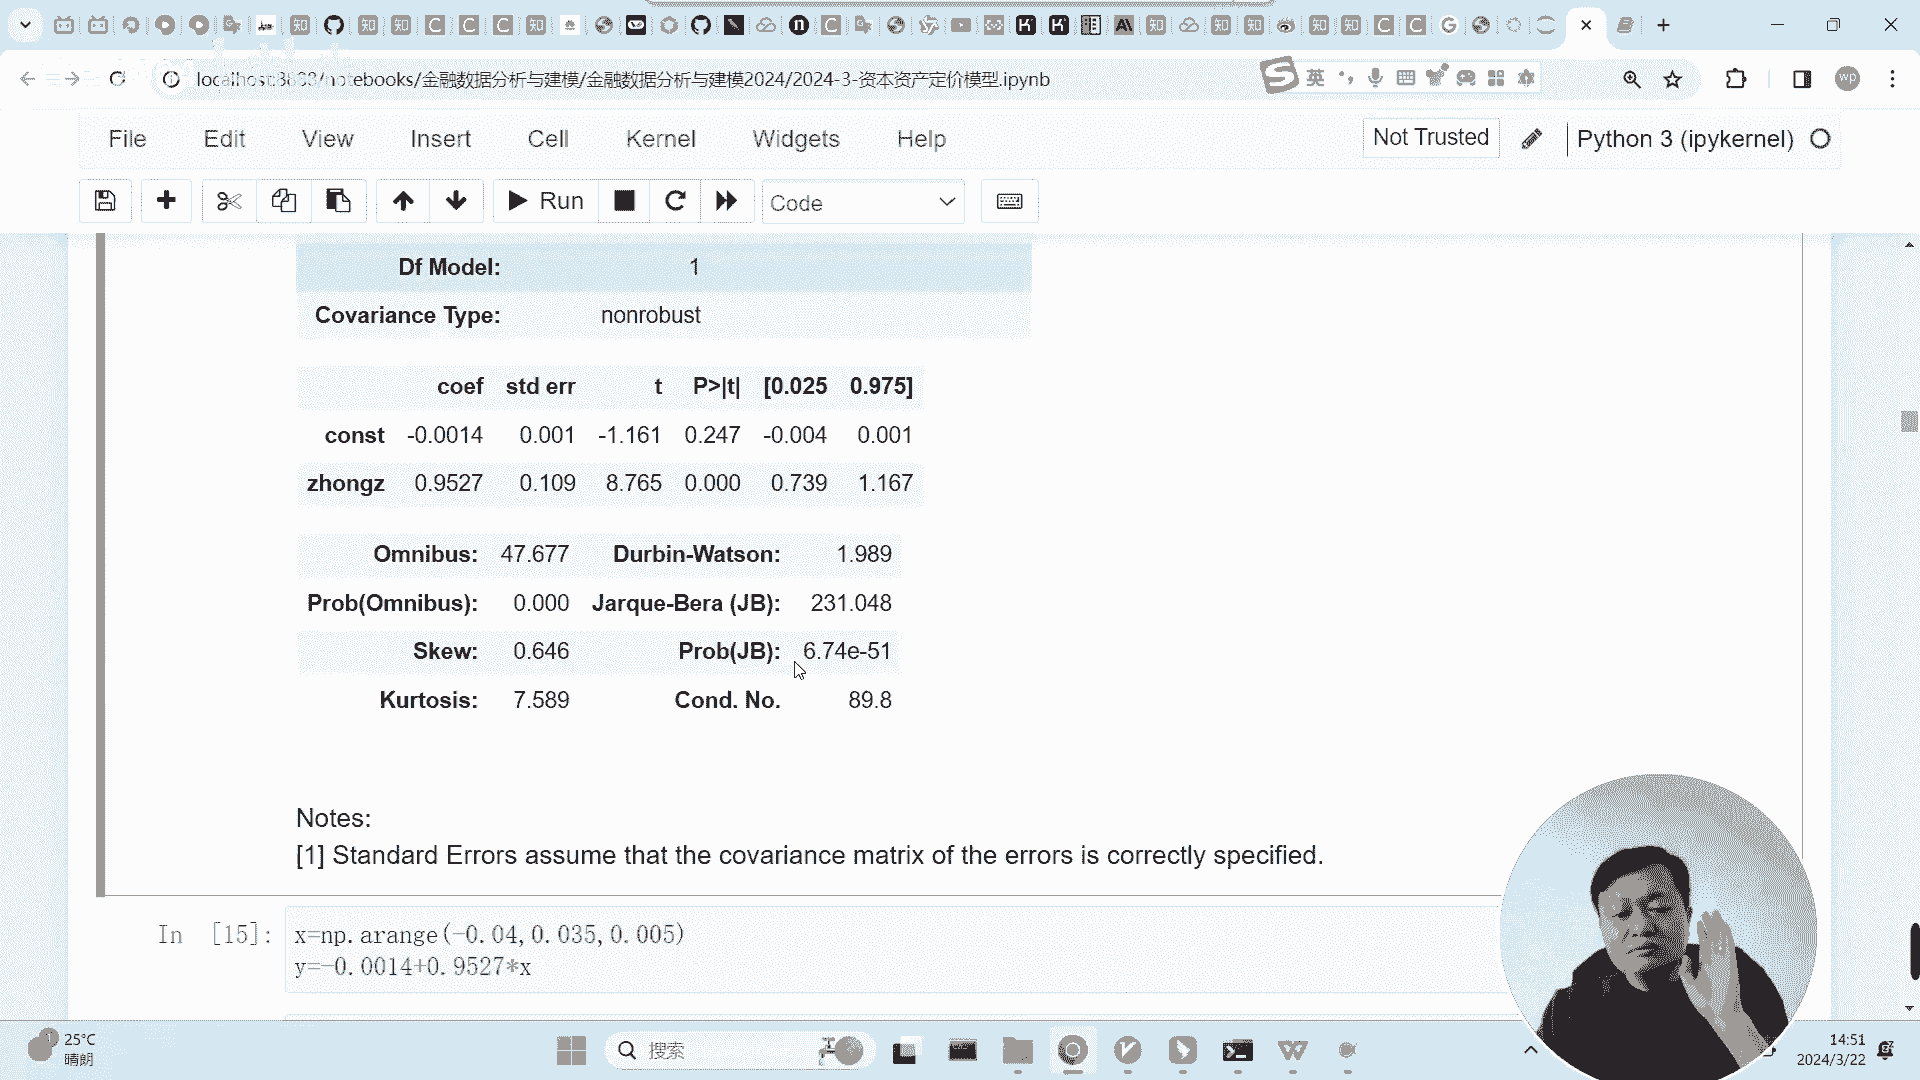 localhost:8888/notebooks/金融数据分析与建模/金融数据分析与建模2024/2024-3-资本资产定价模型.ipynb
英
wp
File Edit View Insert Cell Kernel Widgets Help Not Trusted Python 3 (ipykernel)
Run Code
Df Model: 1
Covariance Type: nonrobust
coef std err t P>|t| [0.025 0.975]
const -0.0014 0.001 -1.161 0.247 -0.004 0.001
zhongz 0.9527 0.109 8.765 0.000 0.739 1.167
Omnibus: 47.677 Durbin-Watson: 1.989
Prob(Omnibus): 0.000 Jarque-Bera (JB): 231.048
Skew: 0.646 Prob(JB): 6.74e-51
Kurtosis: 7.589 Cond. No. 89.8
Notes:
[1] Standard Errors assume that the covariance matrix of the errors is correctly specified.
In [15]: x=np.arange(-0.04,0.035,0.005)
y=-0.0014+0.9527*x
25°C
晴朗
搜索
14:51
2024/3/22